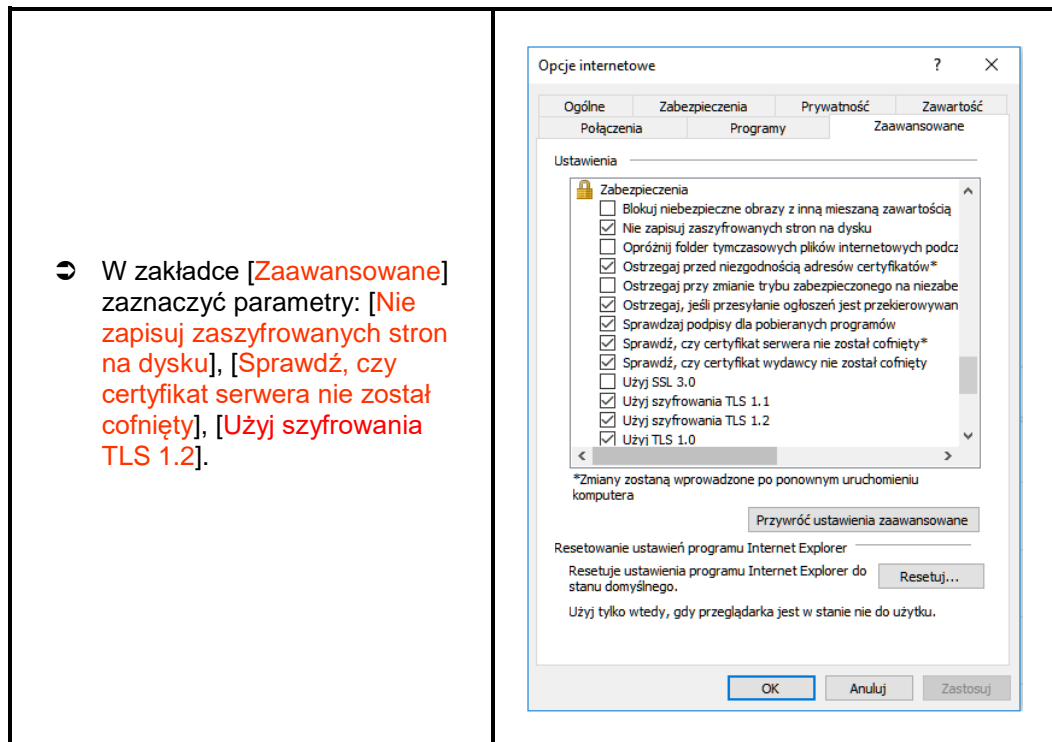 ➲ W zakładce [Zaawansowane]
zaznaczyć parametry: [Nie
zapisuj zaszyfrowanych stron
na dysku], [Sprawdź, czy
certyfikat serwera nie został
cofnięty], [Użyj szyfrowania
TLS 1.2].
Opcje internetowe
Ogólne Zabezpieczenia Prywatność Zawartość
Połączenia Programy Zaawansowane
Ustawienia
Zabezpieczenia
Blokuj niebezpieczne obrazy z inną mieszaną zawartością
Nie zapisuj zaszyfrowanych stron na dysku
Opróżnij folder tymczasowych plików internetowych podcz
Ostrzegaj przed niezgodnością adresów certyfikatów*
Ostrzegaj przy zmianie trybu zabezpieczonego na niezabe
Ostrzegaj, jeśli przesyłanie ogłoszeń jest przekierowywan
Sprawdzaj podpisy dla pobieranych programów
Sprawdź, czy certyfikat serwera nie został cofnięty*
Sprawdź, czy certyfikat wydawcy nie został cofnięty
Użyj SSL 3.0
Użyj szyfrowania TLS 1.1
Użyj szyfrowania TLS 1.2
Użyj TLS 1.0
*Zmiany zostaną wprowadzone po ponownym uruchomieniu
komputera
Przywróć ustawienia zaawansowane
Resetowanie ustawień programu Internet Explorer
Resetuje ustawienia programu Internet Explorer do
stanu domyślnego.
Resetuj...
Użyj tylko wtedy, gdy przeglądarka jest w stanie nie do użytku.
OK Anuluj Zastosuj